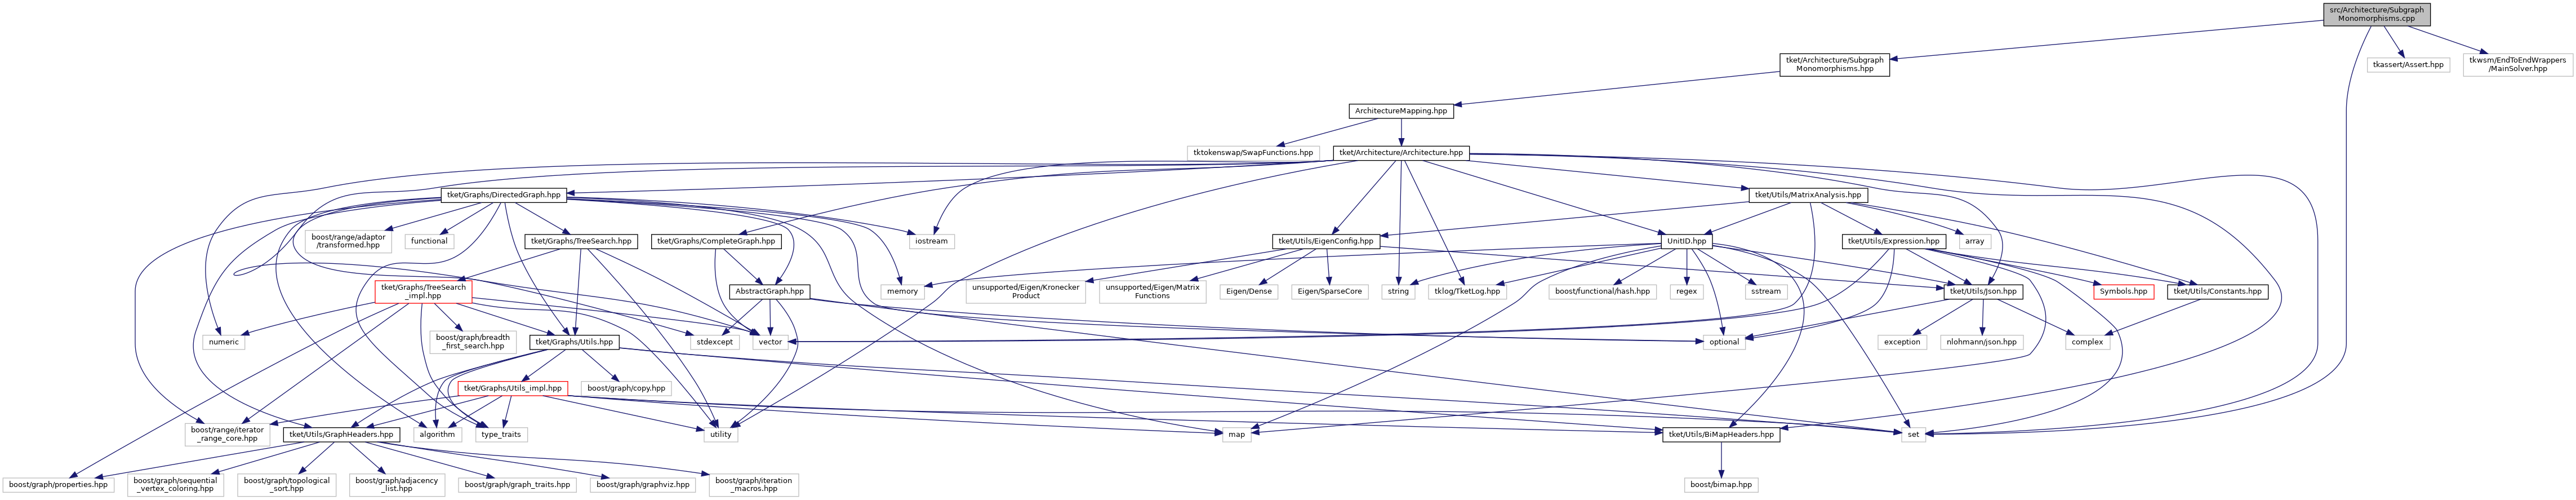 src/Architecture/Subgraph
Monomorphisms.cpp
tket/Architecture/Subgraph
Monomorphisms.hpp
tkassert/Assert.hpp
tkwsm/EndToEndWrappers
/MainSolver.hpp
ArchitectureMapping.hpp
tktokenswap/SwapFunctions.hpp
tket/Architecture/Architecture.hpp
tket/Graphs/DirectedGraph.hpp
tket/Utils/MatrixAnalysis.hpp
boost/range/adaptor
/transformed.hpp
functional
tket/Graphs/TreeSearch.hpp
tket/Graphs/CompleteGraph.hpp
iostream
tket/Utils/EigenConfig.hpp
UnitID.hpp
tket/Utils/Expression.hpp
array
tket/Graphs/TreeSearch
_impl.hpp
AbstractGraph.hpp
memory
unsupported/Eigen/Kronecker
Product
unsupported/Eigen/Matrix
Functions
Eigen/Dense
Eigen/SparseCore
string
tklog/TketLog.hpp
boost/functional/hash.hpp
regex
sstream
tket/Utils/Json.hpp
Symbols.hpp
tket/Utils/Constants.hpp
numeric
boost/graph/breadth
_first_search.hpp
tket/Graphs/Utils.hpp
stdexcept
vector
optional
exception
nlohmann/json.hpp
complex
tket/Graphs/Utils_impl.hpp
boost/graph/copy.hpp
boost/range/iterator
_range_core.hpp
tket/Utils/GraphHeaders.hpp
algorithm
type_traits
utility
map
tket/Utils/BiMapHeaders.hpp
set
boost/graph/properties.hpp
boost/graph/sequential
_vertex_coloring.hpp
boost/graph/topological
_sort.hpp
boost/graph/adjacency
_list.hpp
boost/graph/graph_traits.hpp
boost/graph/graphviz.hpp
boost/graph/iteration
_macros.hpp
boost/bimap.hpp